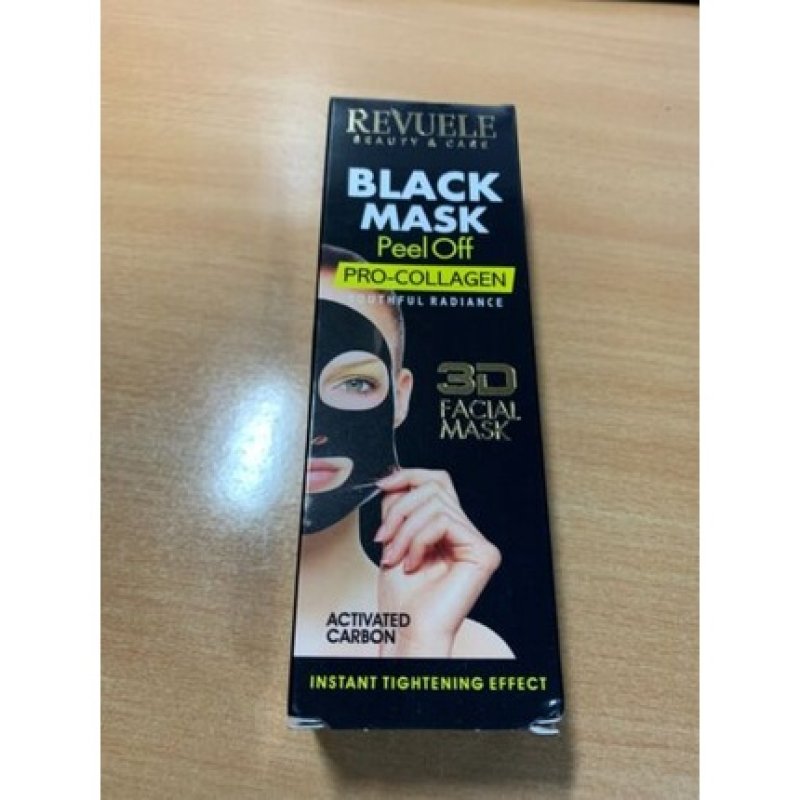 REVUELE
BEAUTY & CARE
BLACK
MASK
Peel Off
PRO-COLLAGEN
YOUTHFUL RADIANCE
3D
FACIAL
MASK
ACTIVATED
CARBON
INSTANT TIGHTENING EFFECT